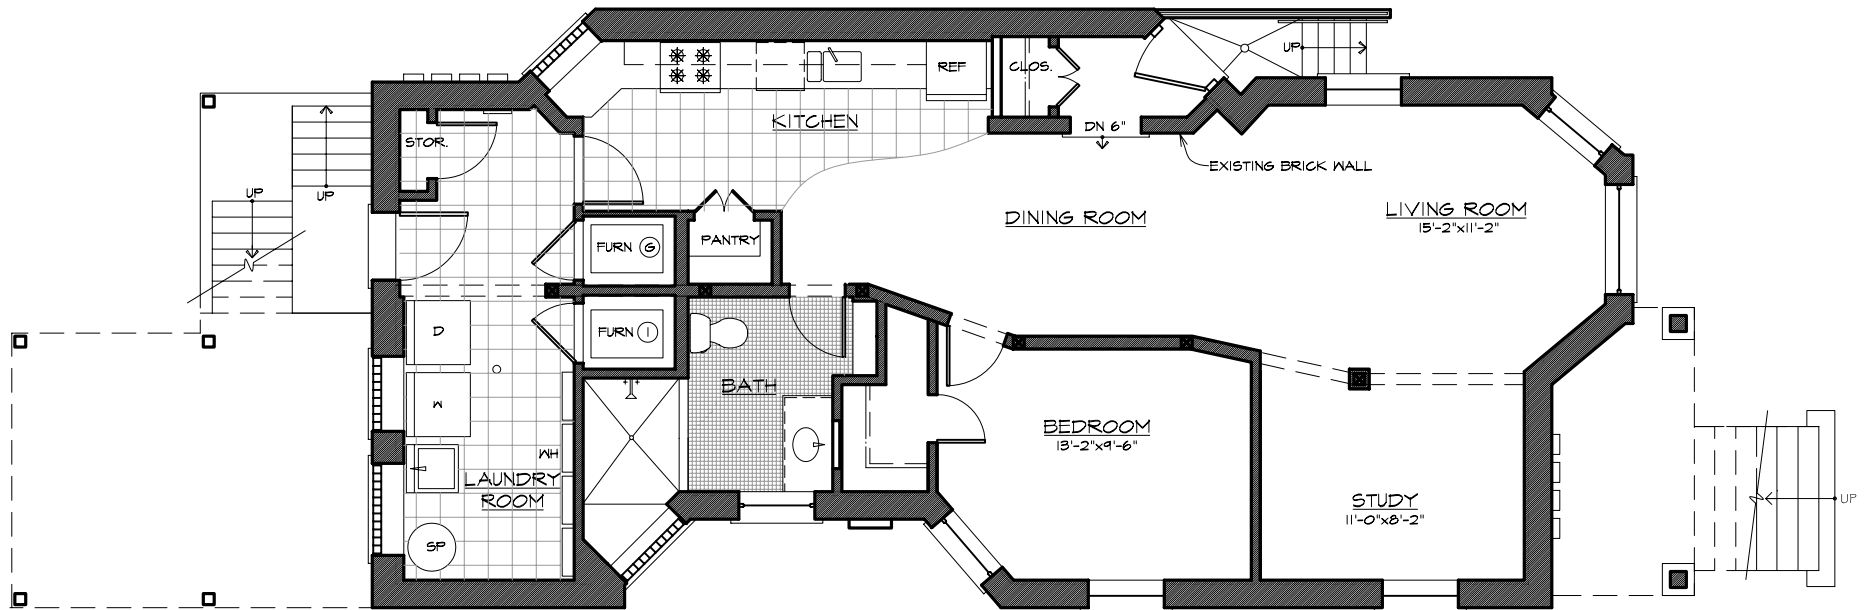 UP
REF
CLOS.
KITCHEN
DN 6"
STOR.
EXISTING BRICK WALL
UP
UP
LIVING ROOM
15'-2"x11'-2"
DINING ROOM
FURN G
PANTRY
FURN 1
D
BATH
W
BEDROOM
13'-2"x9'-6"
WH
LAUNDRY
ROOM
STUDY
11'-0"x8'-2"
UP
SP